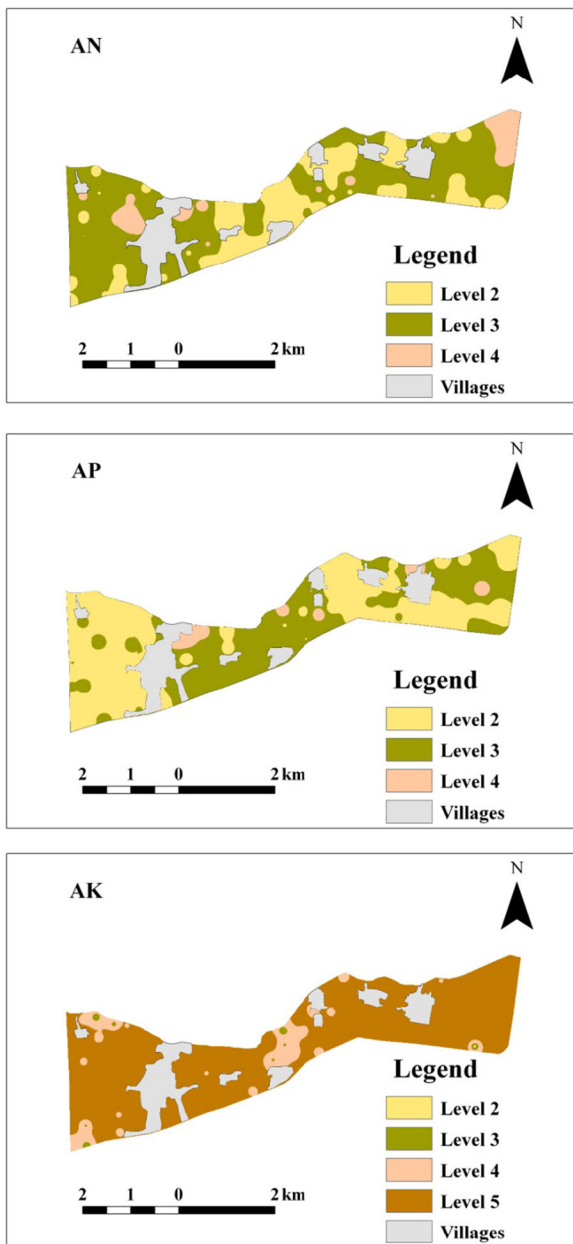 AN
N
Legend
Level 2
Level 3
Level 4
Villages
2 1 0 2 km
AP
N
Legend
Level 2
Level 3
Level 4
Villages
2 1 0 2 km
AK
N
Legend
Level 2
Level 3
Level 4
Level 5
Villages
2 1 0 2 km